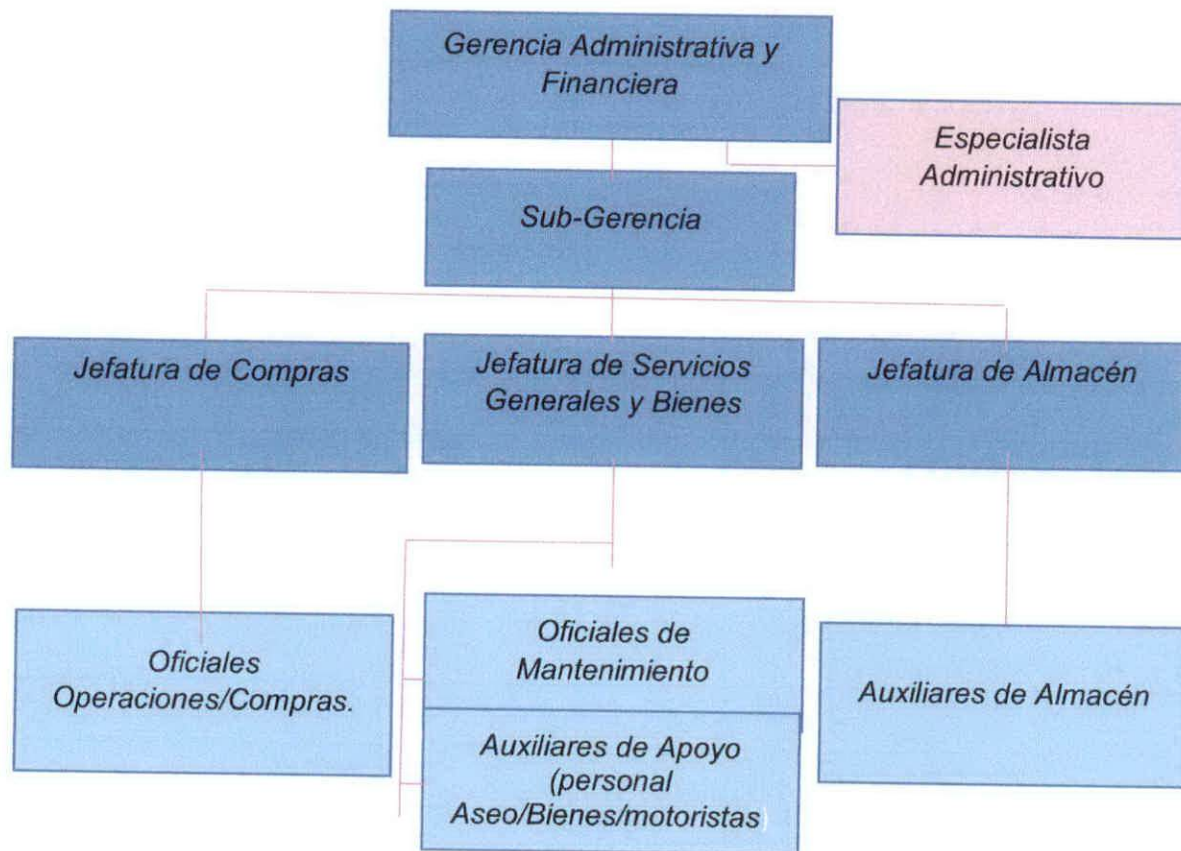 Gerencia Administrativa y
Financiera
Especialista
Administrativo
Sub-Gerencia
Jefatura de Compras
Jefatura de Servicios
Generales y Bienes
Jefatura de Almacén
Oficiales
Operaciones/Compras.
Oficiales de
Mantenimiento
Auxiliares de Almacén
Auxiliares de Apoyo
(personal
Aseo/Bienes/motoristas)